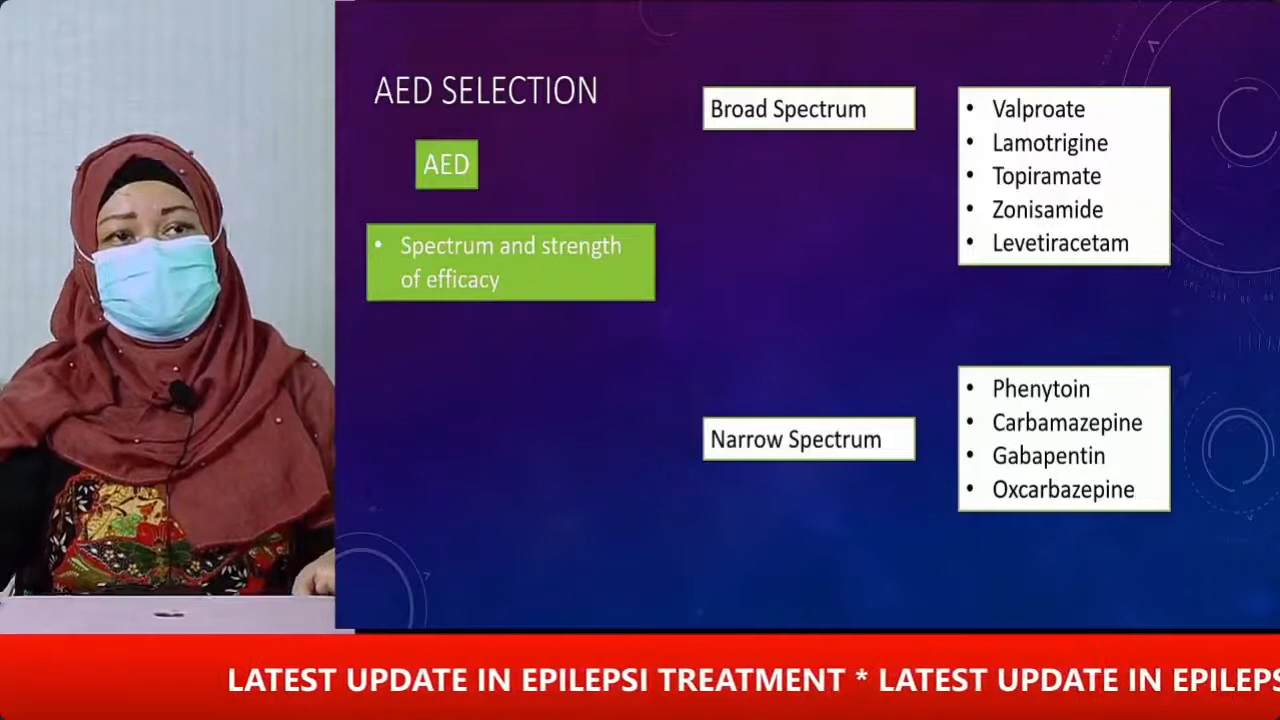 AED SELECTION
AED
• Spectrum and strength
of efficacy
Broad Spectrum
• Valproate
• Lamotrigine
• Topiramate
• Zonisamide
• Levetiracetam
Narrow Spectrum
• Phenytoin
• Carbamazepine
• Gabapentin
• Oxcarbazepine
LATEST UPDATE IN EPILEPSI TREATMENT * LATEST UPDATE IN EPILEPS